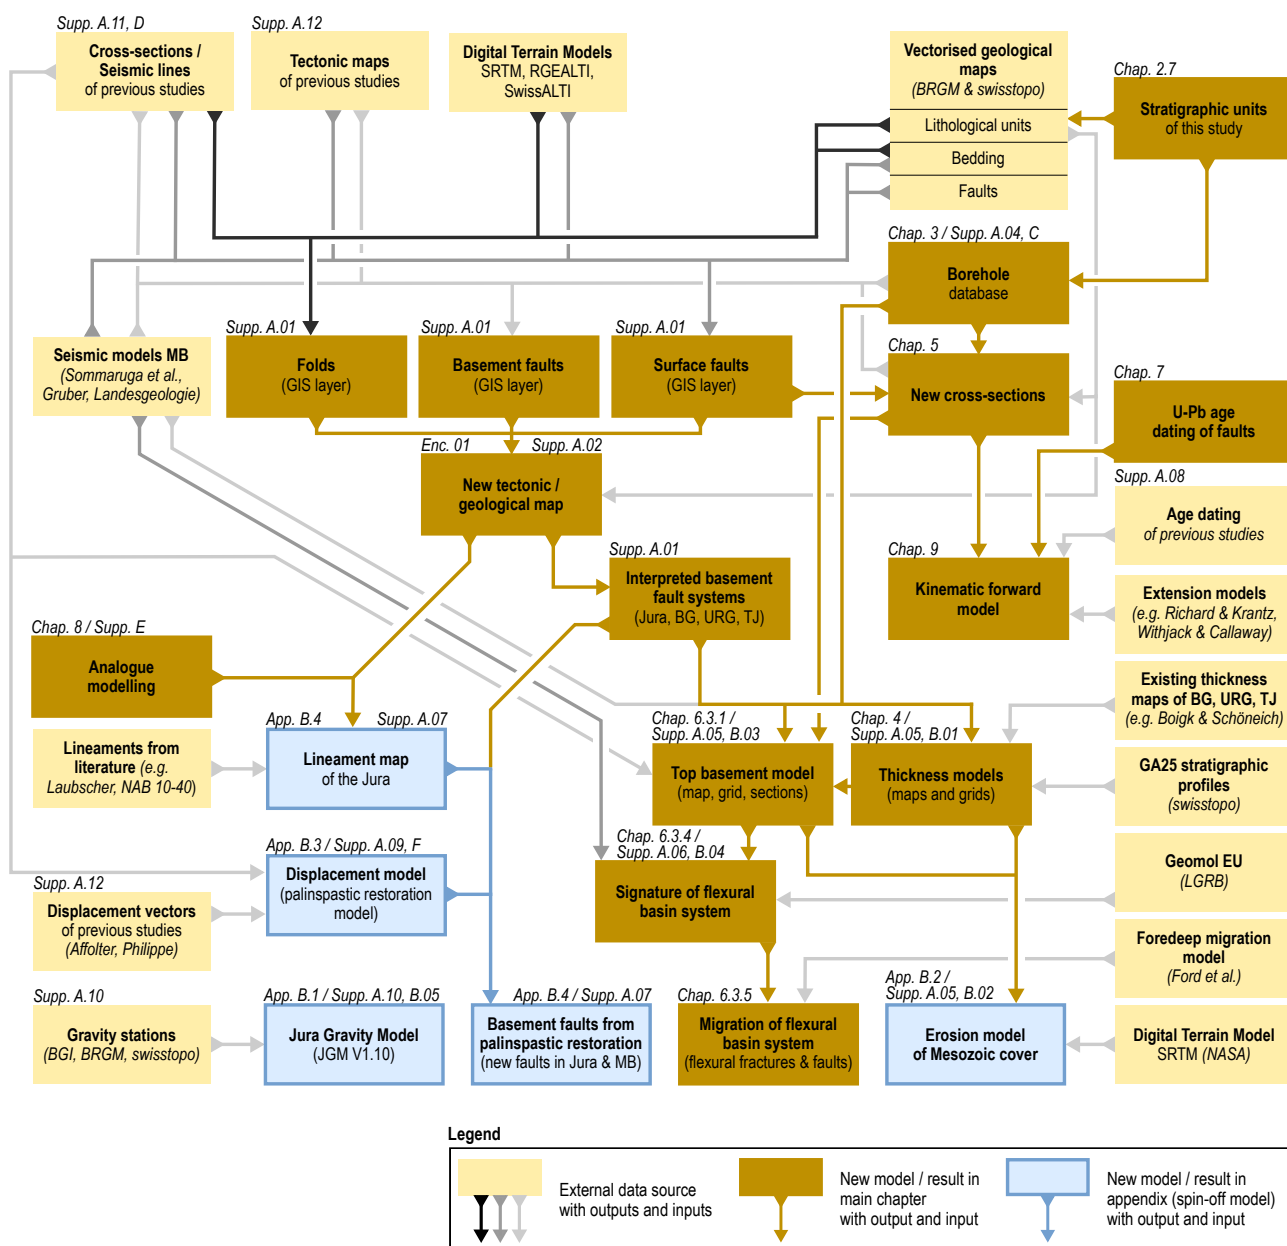 Supp. A.11, D
Cross-sections /
Seismic lines
of previous studies
Supp. A.12
Tectonic maps
of previous studies
Digital Terrain Models
SRTM, RGEALTI,
SwissALTI
Vectorised geological
maps
(BRGM & swisstopo)
Lithological units
Bedding
Faults
Chap. 2.7
Stratigraphic units
of this study
Chap. 3 / Supp. A.04, C
Borehole
database
Seismic models MB
(Sommaruga et al.,
Gruber, Landesgeologie)
Supp. A.01
Folds
(GIS layer)
Supp. A.01
Basement faults
(GIS layer)
Supp. A.01
Surface faults
(GIS layer)
Chap. 5
New cross-sections
Chap. 7
U-Pb age
dating of faults
Enc. 01
Supp. A.02
New tectonic /
geological map
Supp. A.08
Age dating
of previous studies
Supp. A.01
Interpreted basement
fault systems
(Jura, BG, URG, TJ)
Chap. 9
Kinematic forward
model
Extension models
(e.g. Richard & Krantz,
Withjack & Callaway)
Chap. 8 / Supp. E
Analogue
modelling
Existing thickness
maps of BG, URG, TJ
(e.g. Boigk & Schöneich)
Lineaments from
literature (e.g.
Laubscher, NAB 10-40)
App. B.4
Supp. A.07
Lineament map
of the Jura
Chap. 6.3.1 /
Supp. A.05, B.03
Top basement model
(map, grid, sections)
Chap. 4 /
Supp. A.05, B.01
Thickness models
(maps and grids)
GA25 stratigraphic
profiles
(swisstopo)
App. B.3 / Supp. A.09, F
Displacement model
(palinspastic restoration
model)
Chap. 6.3.4 /
Supp. A.06, B.04
Signature of flexural
basin system
Geomol EU
(LGRB)
Supp. A.12
Displacement vectors
of previous studies
(Affolter, Philippe)
Foredeep migration
model
(Ford et al.)
Supp. A.10
Gravity stations
(BGI, BRGM, swisstopo)
App. B.1 / Supp. A.10, B.05
Jura Gravity Model
(JGM V1.10)
App. B.4 / Supp. A.07
Basement faults from
palinspastic restoration
(new faults in Jura & MB)
Chap. 6.3.5
Migration of flexural
basin system
(flexural fractures & faults)
App. B.2 /
Supp. A.05, B.02
Erosion model
of Mesozoic cover
Digital Terrain Model
SRTM (NASA)
Legend
External data source
with outputs and inputs
New model / result in
main chapter
with output and input
New model / result in
appendix (spin-off model)
with output and input